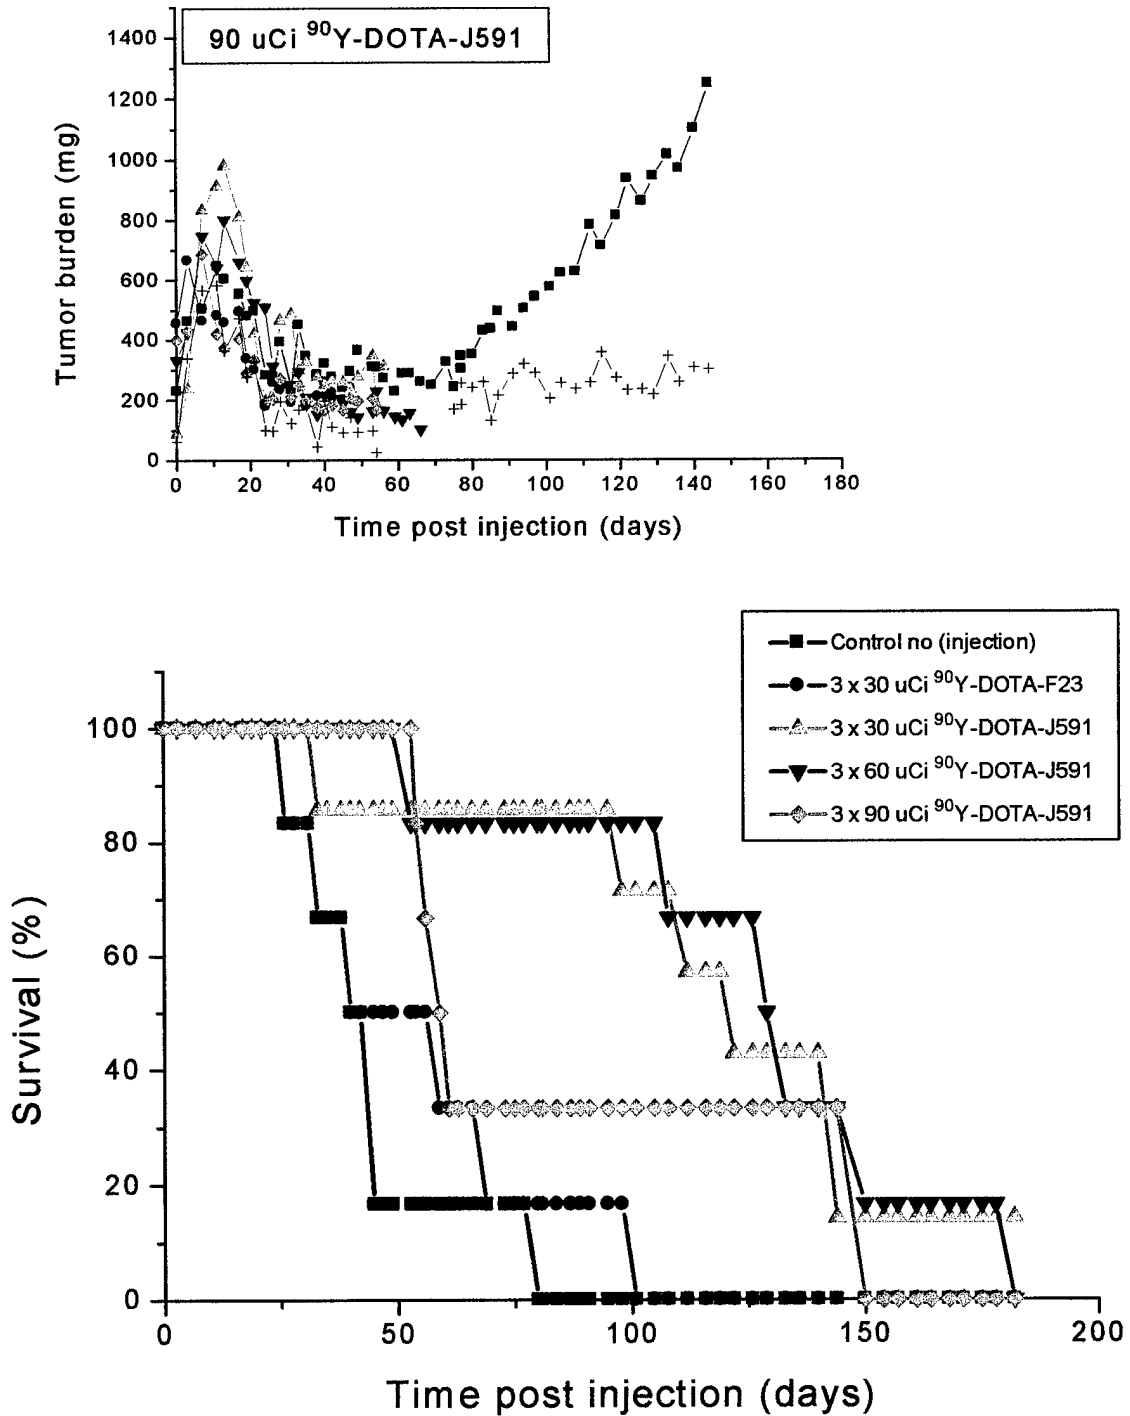 90 uCi ⁹⁰Y-DOTA-J591
1400
1200
1000
800
600
400
200
0
Tumor burden (mg)
0 20 40 60 80 100 120 140 160 180
Time post injection (days)
Control no (injection)
3 x 30 uCi ⁹⁰Y-DOTA-F23
3 x 30 uCi ⁹⁰Y-DOTA-J591
3 x 60 uCi ⁹⁰Y-DOTA-J591
3 x 90 uCi ⁹⁰Y-DOTA-J591
100
80
60
40
20
0
Survival (%)
0 50 100 150 200
Time post injection (days)